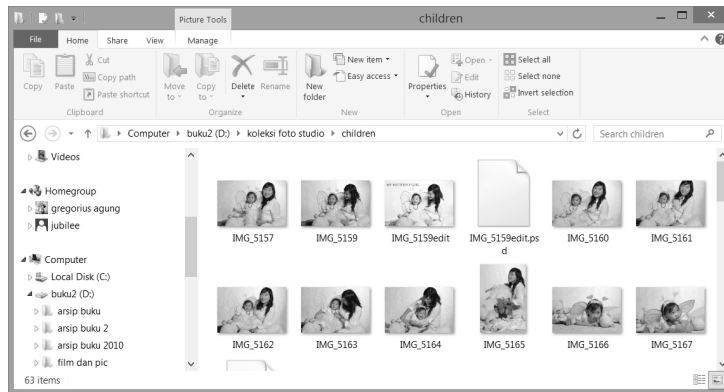 Picture Tools
children
File
Home
Share
View
Manage
Copy
Paste
Cut
Copy path
Paste shortcut
Clipboard
Move to
Copy to
Delete
Rename
Organize
New folder
New item
Easy access
New
Properties
Open
Edit
History
Open
Select all
Select none
Invert selection
Select
Computer
buku2 (D:)
koleksi foto studio
children
Search children
Videos
Homegroup
gregorius agung
jubilee
Computer
Local Disk (C:)
buku2 (D:)
arsip buku
arsip buku 2
arsip buku 2010
film dan pic
IMG_5157
IMG_5159
IMG_5159edit
IMG_5159edit.ps
d
IMG_5160
IMG_5161
IMG_5162
IMG_5163
IMG_5164
IMG_5165
IMG_5166
IMG_5167
63 items